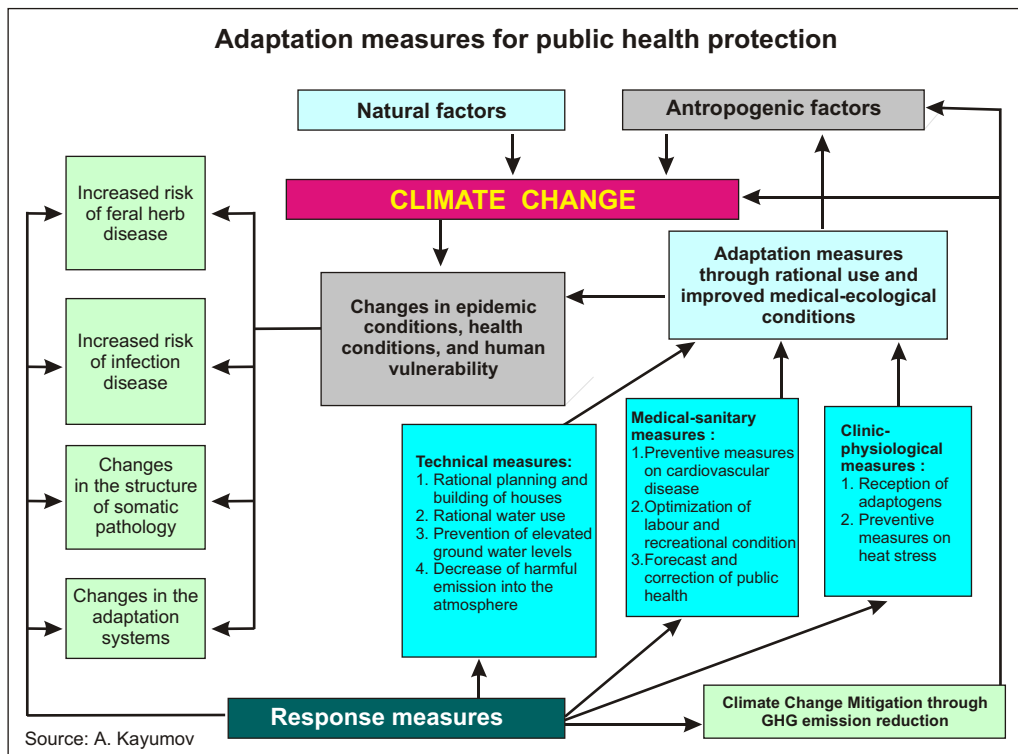 Adaptation measures for public health protection
Natural factors
Antropogenic factors
CLIMATE CHANGE
Increased risk
of feral herb
disease
Increased risk
of infection
disease
Changes
in the structure
of somatic
pathology
Changes in the
adaptation
systems
Changes in epidemic
conditions, health
conditions, and human
vulnerability
Adaptation measures
through rational use and
improved medical-ecological
conditions
Technical measures:
1. Rational planning and
building of houses
2. Rational water use
3. Prevention of elevated
ground water levels
4. Decrease of harmful
emission into the
atmosphere
Medical-sanitary
measures :
1.Preventive measures
on cardiovascular
disease
2.Optimization of
labour and
recreational condition
3.Forecast and
correction of public
health
Clinic-
physiological
measures :
1. Reception of
adaptogens
2. Preventive
measures on
heat stress
Response measures
Climate Change Mitigation through
GHG emission reduction
Source: A. Kayumov